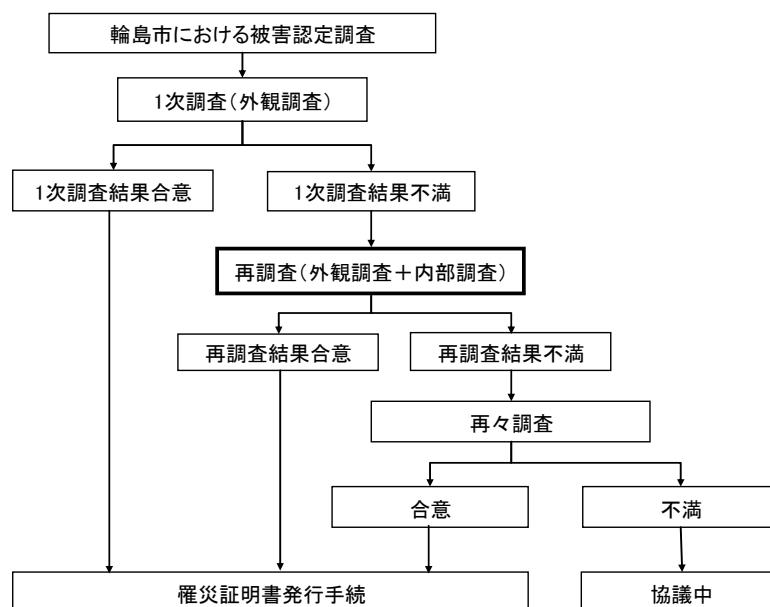 輪島市における被害認定調査
1次調査(外観調査)
1次調査結果合意
1次調査結果不満
再調査(外観調査+内部調査)
再調査結果合意
再調査結果不満
再々調査
合意
不満
罹災証明書発行手続
協議中